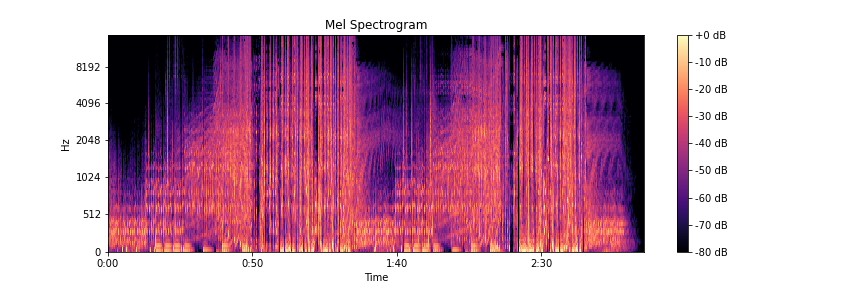 Mel Spectrogram
Hz
8192
4096
2048
1024
512
0
0:00
0:50
1:40
2:30
Time
+0 dB
-10 dB
-20 dB
-30 dB
-40 dB
-50 dB
-60 dB
-70 dB
-80 dB